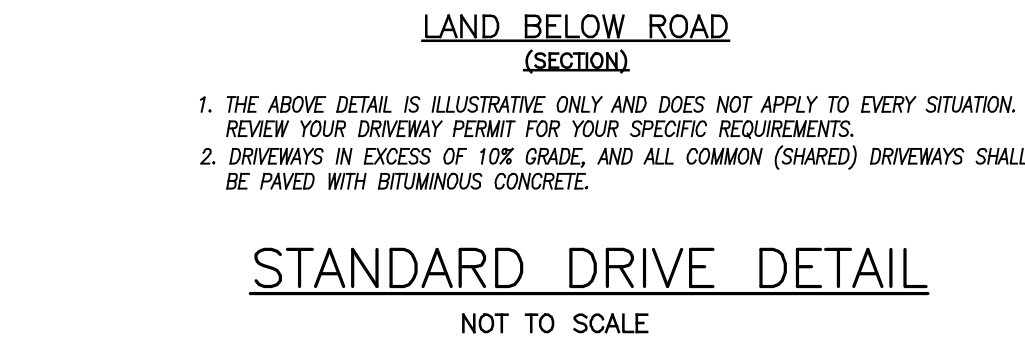 LAND BELOW ROAD
(SECTION)
1. THE ABOVE DETAIL IS ILLUSTRATIVE ONLY AND DOES NOT APPLY TO EVERY SITUATION.
REVIEW YOUR DRIVEWAY PERMIT FOR YOUR SPECIFIC REQUIREMENTS.
2. DRIVEWAYS IN EXCESS OF 10% GRADE, AND ALL COMMON (SHARED) DRIVEWAYS SHALL
BE PAVED WITH BITUMINOUS CONCRETE.
STANDARD DRIVE DETAIL
NOT TO SCALE